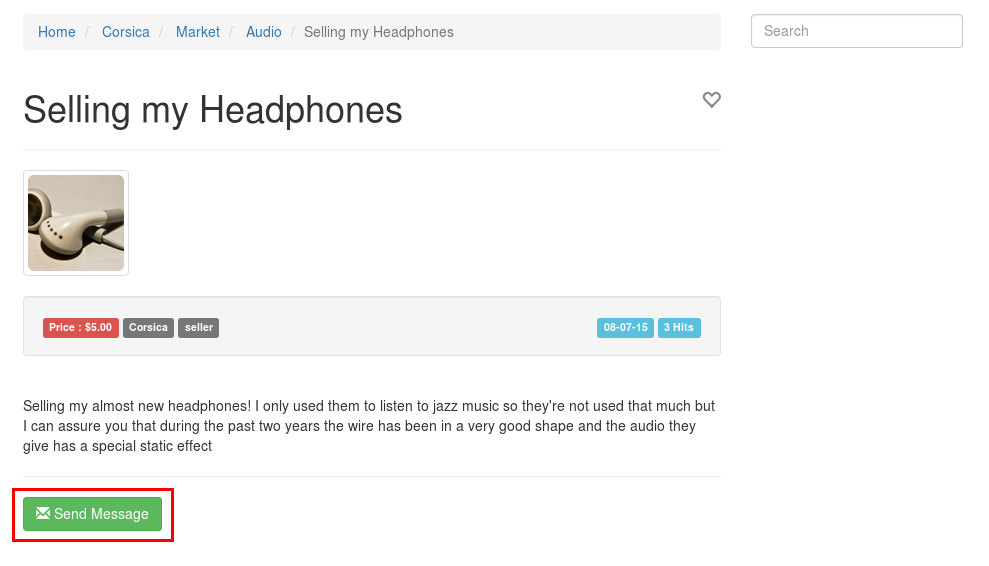 Home / Corsica / Market / Audio / Selling my Headphones
Search
Selling my Headphones
Price : $5.00 Corsica seller 08-07-15 3 Hits
Selling my almost new headphones! I only used them to listen to jazz music so they're not used that much but
I can assure you that during the past two years the wire has been in a very good shape and the audio they
give has a special static effect
Send Message